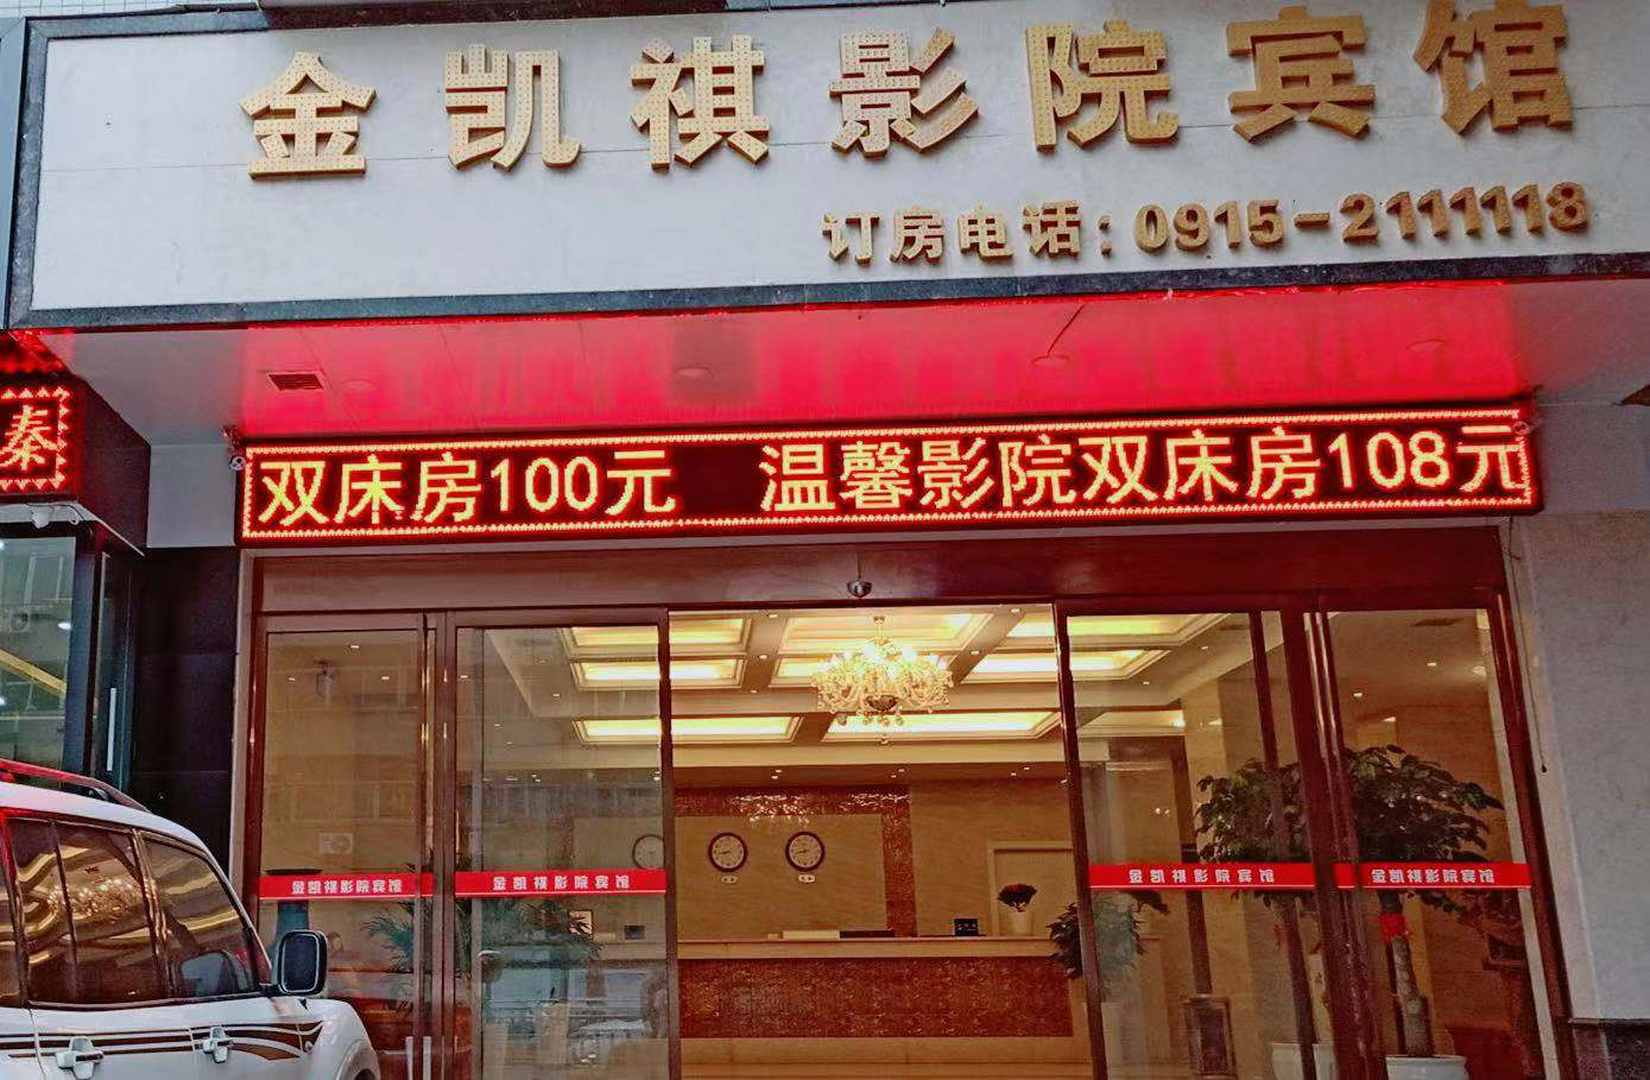 金凯祺影院宾馆
订房电话：0915-2111118
秦
双床房100元 温馨影院双床房108元
金凯祺影院宾馆
金凯祺影院宾馆
金凯祺影院宾馆
金凯祺影院宾馆